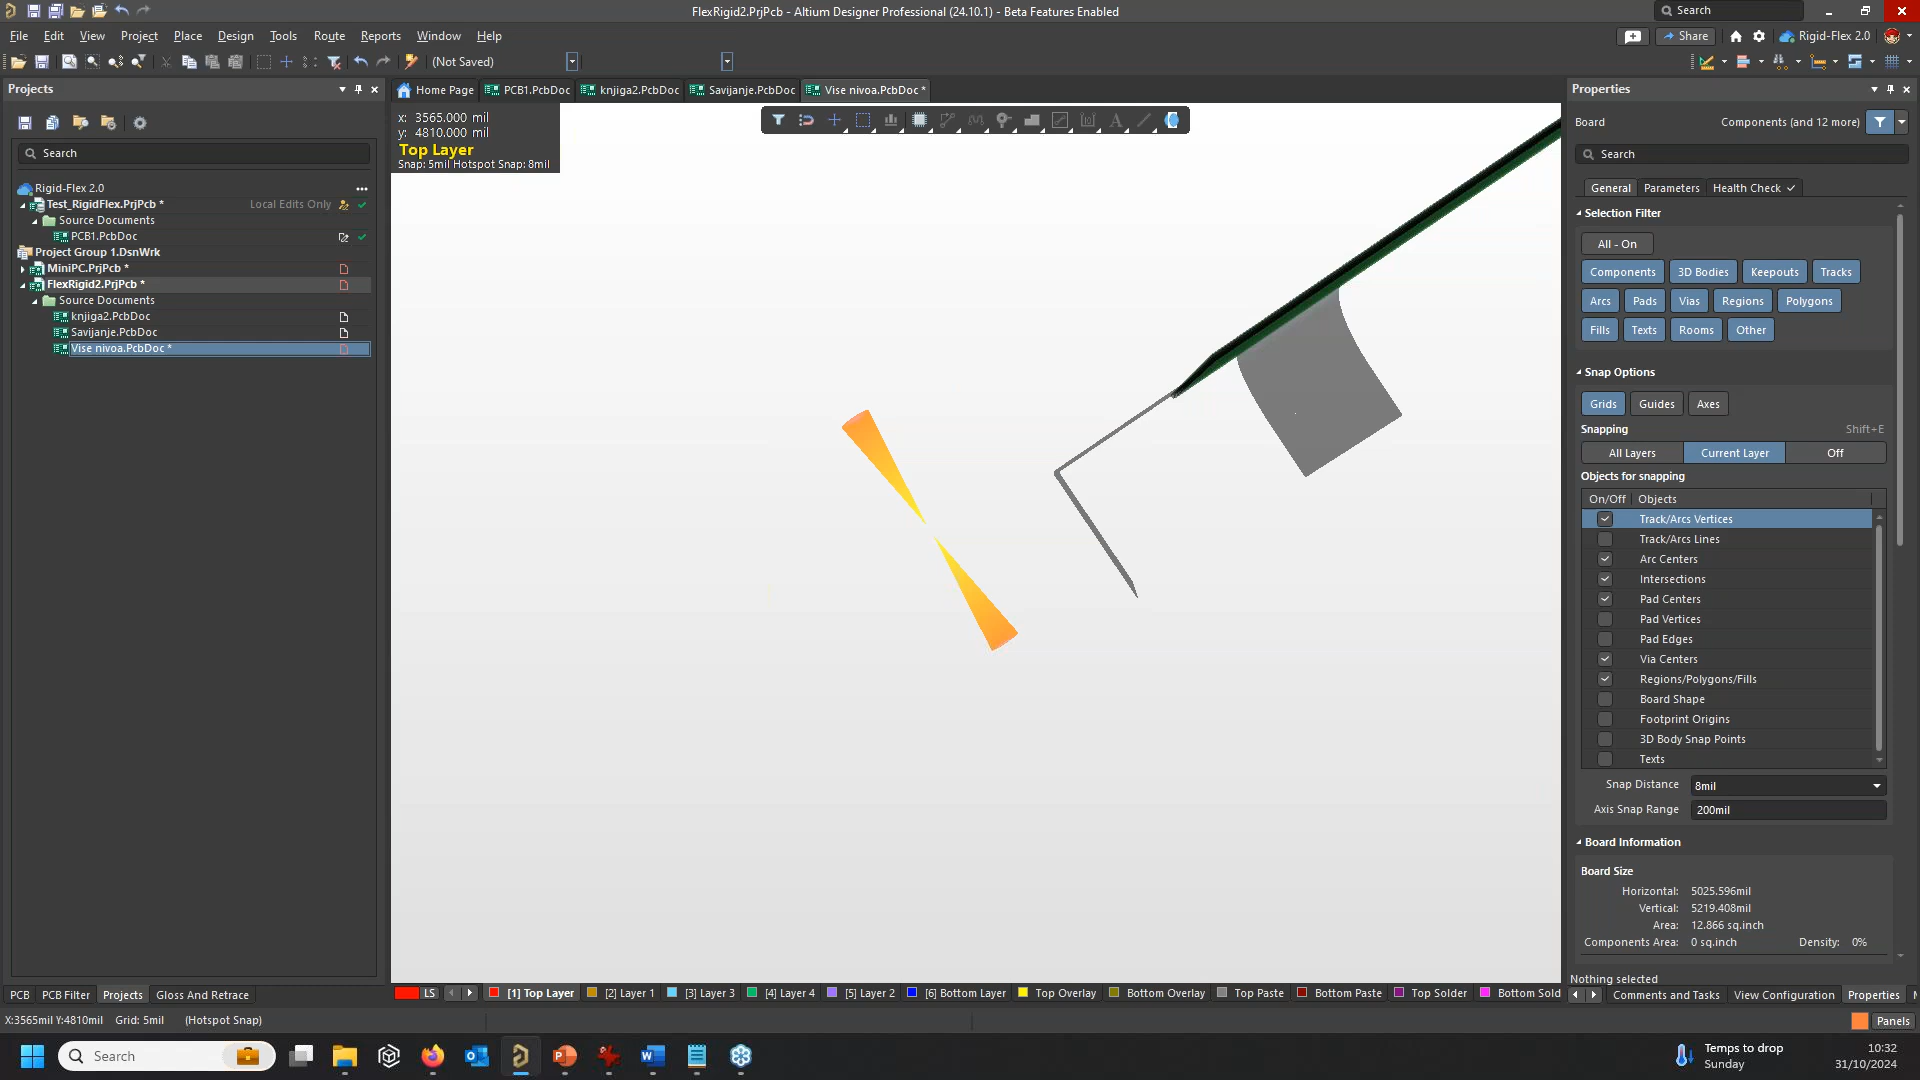 FlexRigid2.PrjPcb - Altium Designer Professional (24.10.1) - Beta Features Enabled
Search
File Edit View Project Place Design Tools Route Reports Window Help
Share
Rigid-Flex 2.0
(Not Saved)
Projects
Home Page PCB1.PcbDoc knjiga2.PcbDoc Savijanje.PcbDoc Vise nivoa.PcbDoc *
Properties
x: 3565.000 mil
y: 4810.000 mil
Top Layer
Snap: 5mil Hotspot Snap: 8mil
Board
Components (and 12 more)
Search
Search
Rigid-Flex 2.0
Test_RigidFlex.PrjPcb * Local Edits Only
Source Documents
PCB1.PcbDoc
Project Group 1.DsnWrk
MiniPC.PrjPcb *
FlexRigid2.PrjPcb *
Source Documents
knjiga2.PcbDoc
Savijanje.PcbDoc
Vise nivoa.PcbDoc *
General Parameters Health Check
Selection Filter
All - On
Components 3D Bodies Keepouts Tracks
Arcs Pads Vias Regions Polygons
Fills Texts Rooms Other
Snap Options
Grids Guides Axes
Snapping Shift+E
All Layers Current Layer Off
Objects for snapping
On/Off Objects
Track/Arcs Vertices
Track/Arcs Lines
Arc Centers
Intersections
Pad Centers
Pad Vertices
Pad Edges
Via Centers
Regions/Polygons/Fills
Board Shape
Footprint Origins
3D Body Snap Points
Texts
Snap Distance 8mil
Axis Snap Range 200mil
Board Information
Board Size
Horizontal: 5025.596mil
Vertical: 5219.408mil
Area: 12.866 sq.inch
Components Area: 0 sq.inch Density: 0%
Nothing selected
PCB PCB Filter Projects Gloss And Retrace
LS [1] Top Layer [2] Layer 1 [3] Layer 3 [4] Layer 4 [5] Layer 2 [6] Bottom Layer Top Overlay Bottom Overlay Top Paste Bottom Paste Top Solder Bottom Sold
Comments and Tasks View Configuration Properties
X:3565mil Y:4810mil Grid: 5mil (Hotspot Snap)
Panels
Search
Temps to drop
Sunday
10:32
31/10/2024